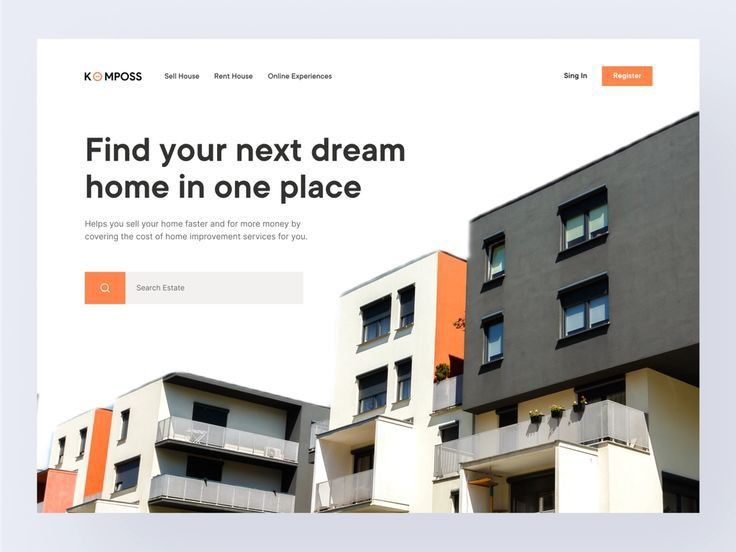 KOMPOSS
Sell House
Rent House
Online Experiences
Sing In
Register
Find your next dream
home in one place
Helps you sell your home faster and for more money by
covering the cost of home improvement services for you.
Search Estate